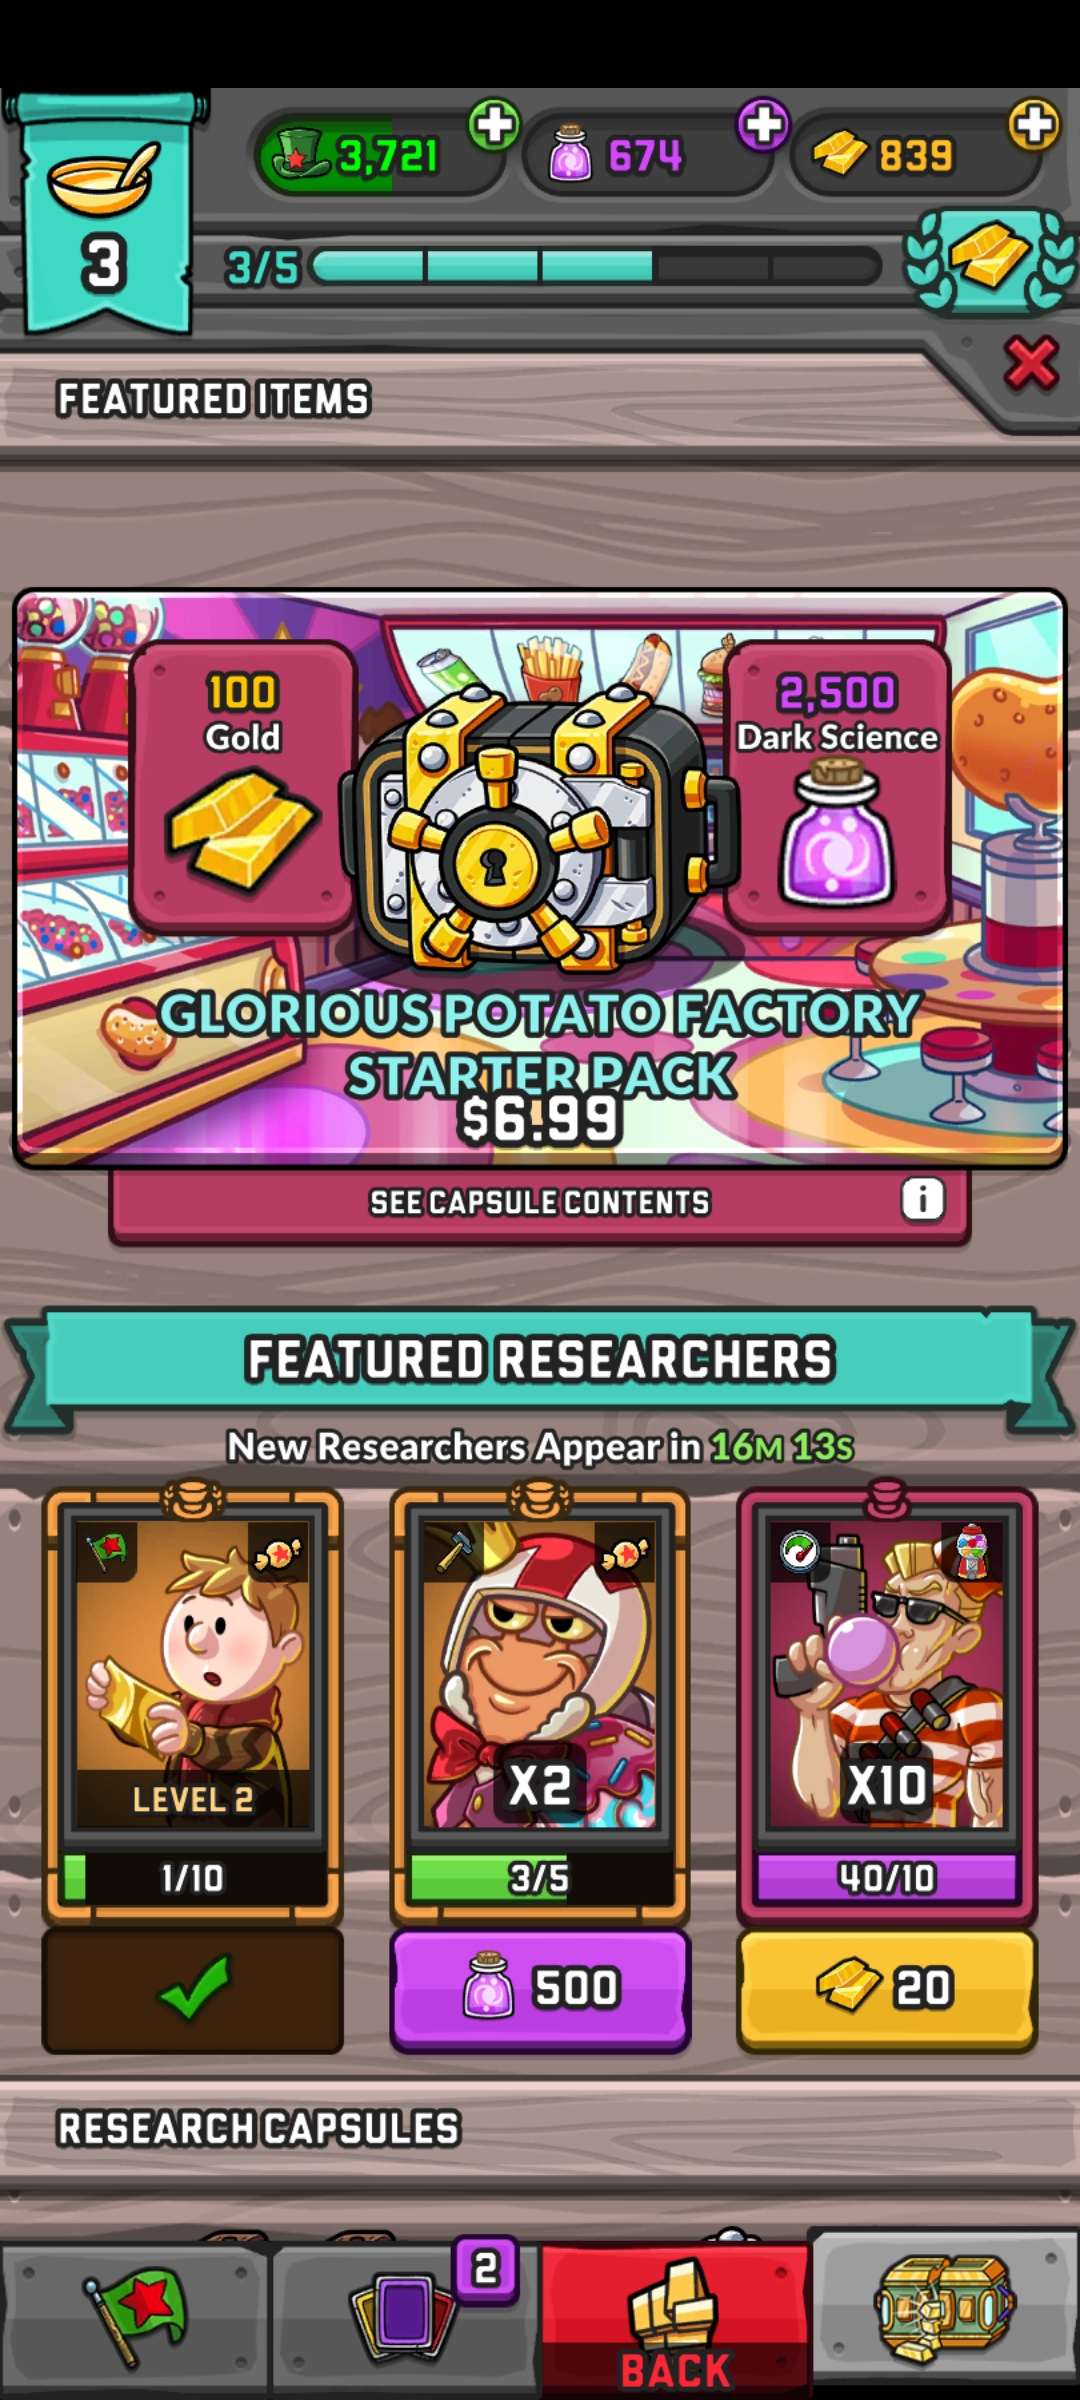 3,721
674
839
3
3/5
FEATURED ITEMS
100
Gold
2,500
Dark Science
GLORIOUS POTATO FACTORY
STARTER PACK
$6.99
SEE CAPSULE CONTENTS
i
FEATURED RESEARCHERS
New Researchers Appear in 16M 13S
LEVEL 2
X2
X10
1/10
3/5
40/10
500
20
RESEARCH CAPSULES
2
BACK